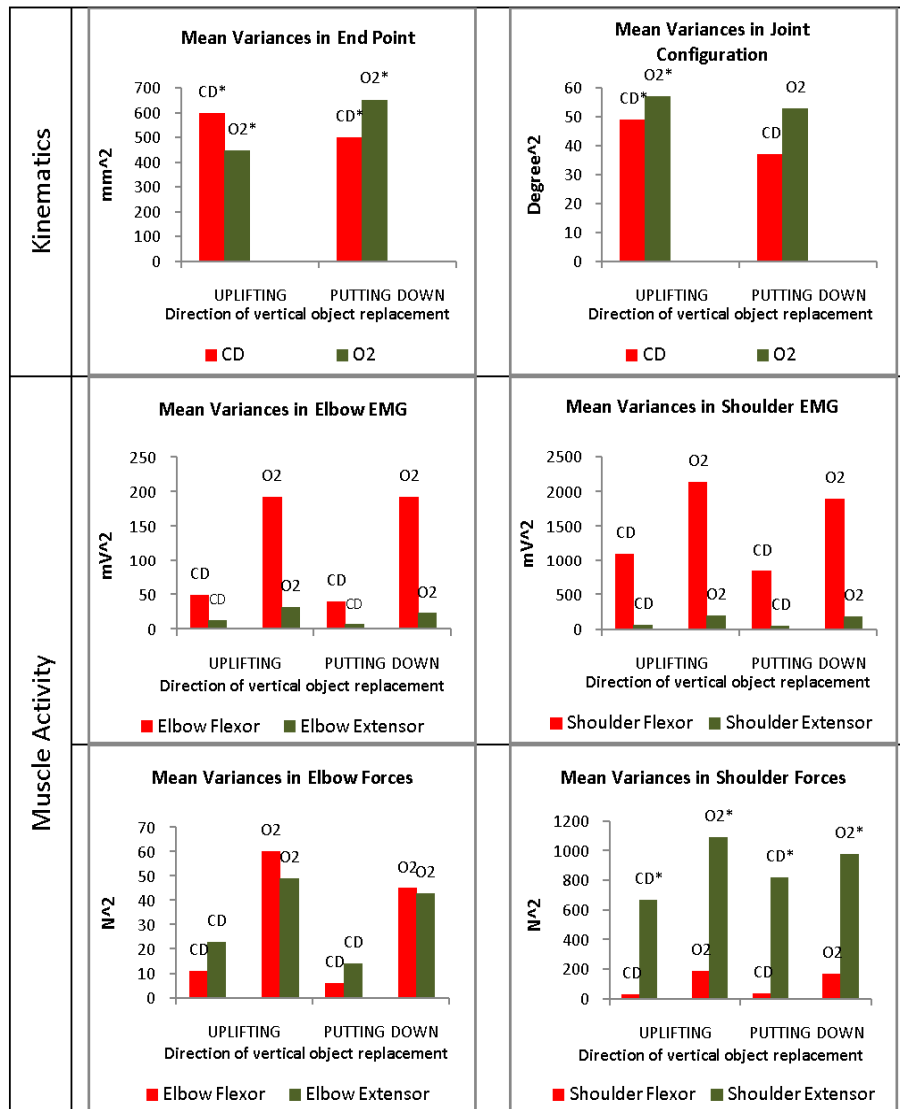 Kinematics
Mean Variances in End Point
mm^2
700
600
500
400
300
200
100
0
CD*
O2*
CD*
O2*
UPLIFTING
PUTTING DOWN
Direction of vertical object replacement
CD
O2
Mean Variances in Joint
Configuration
Degree^2
60
50
40
30
20
10
0
CD*
O2*
CD
O2
UPLIFTING
PUTTING DOWN
Direction of vertical object replacement
CD
O2
Muscle Activity
Mean Variances in Elbow EMG
mV^2
250
200
150
100
50
0
CD
CD
O2
O2
CD
CD
O2
O2
UPLIFTING
PUTTING DOWN
Direction of vertical object replacement
Elbow Flexor
Elbow Extensor
Mean Variances in Shoulder EMG
mV^2
2500
2000
1500
1000
500
0
CD
CD
O2
O2
CD
CD
O2
O2
UPLIFTING
PUTTING DOWN
Direction of vertical object replacement
Shoulder Flexor
Shoulder Extensor
Mean Variances in Elbow Forces
N^2
70
60
50
40
30
20
10
0
CD
CD
O2
O2
CD
CD
O2
O2
UPLIFTING
PUTTING DOWN
Direction of vertical object replacement
Elbow Flexor
Elbow Extensor
Mean Variances in Shoulder Forces
N^2
1200
1000
800
600
400
200
0
CD
CD*
O2
O2*
CD
CD*
O2
O2*
UPLIFTING
PUTTING DOWN
Direction of vertical object replacement
Shoulder Flexor
Shoulder Extensor